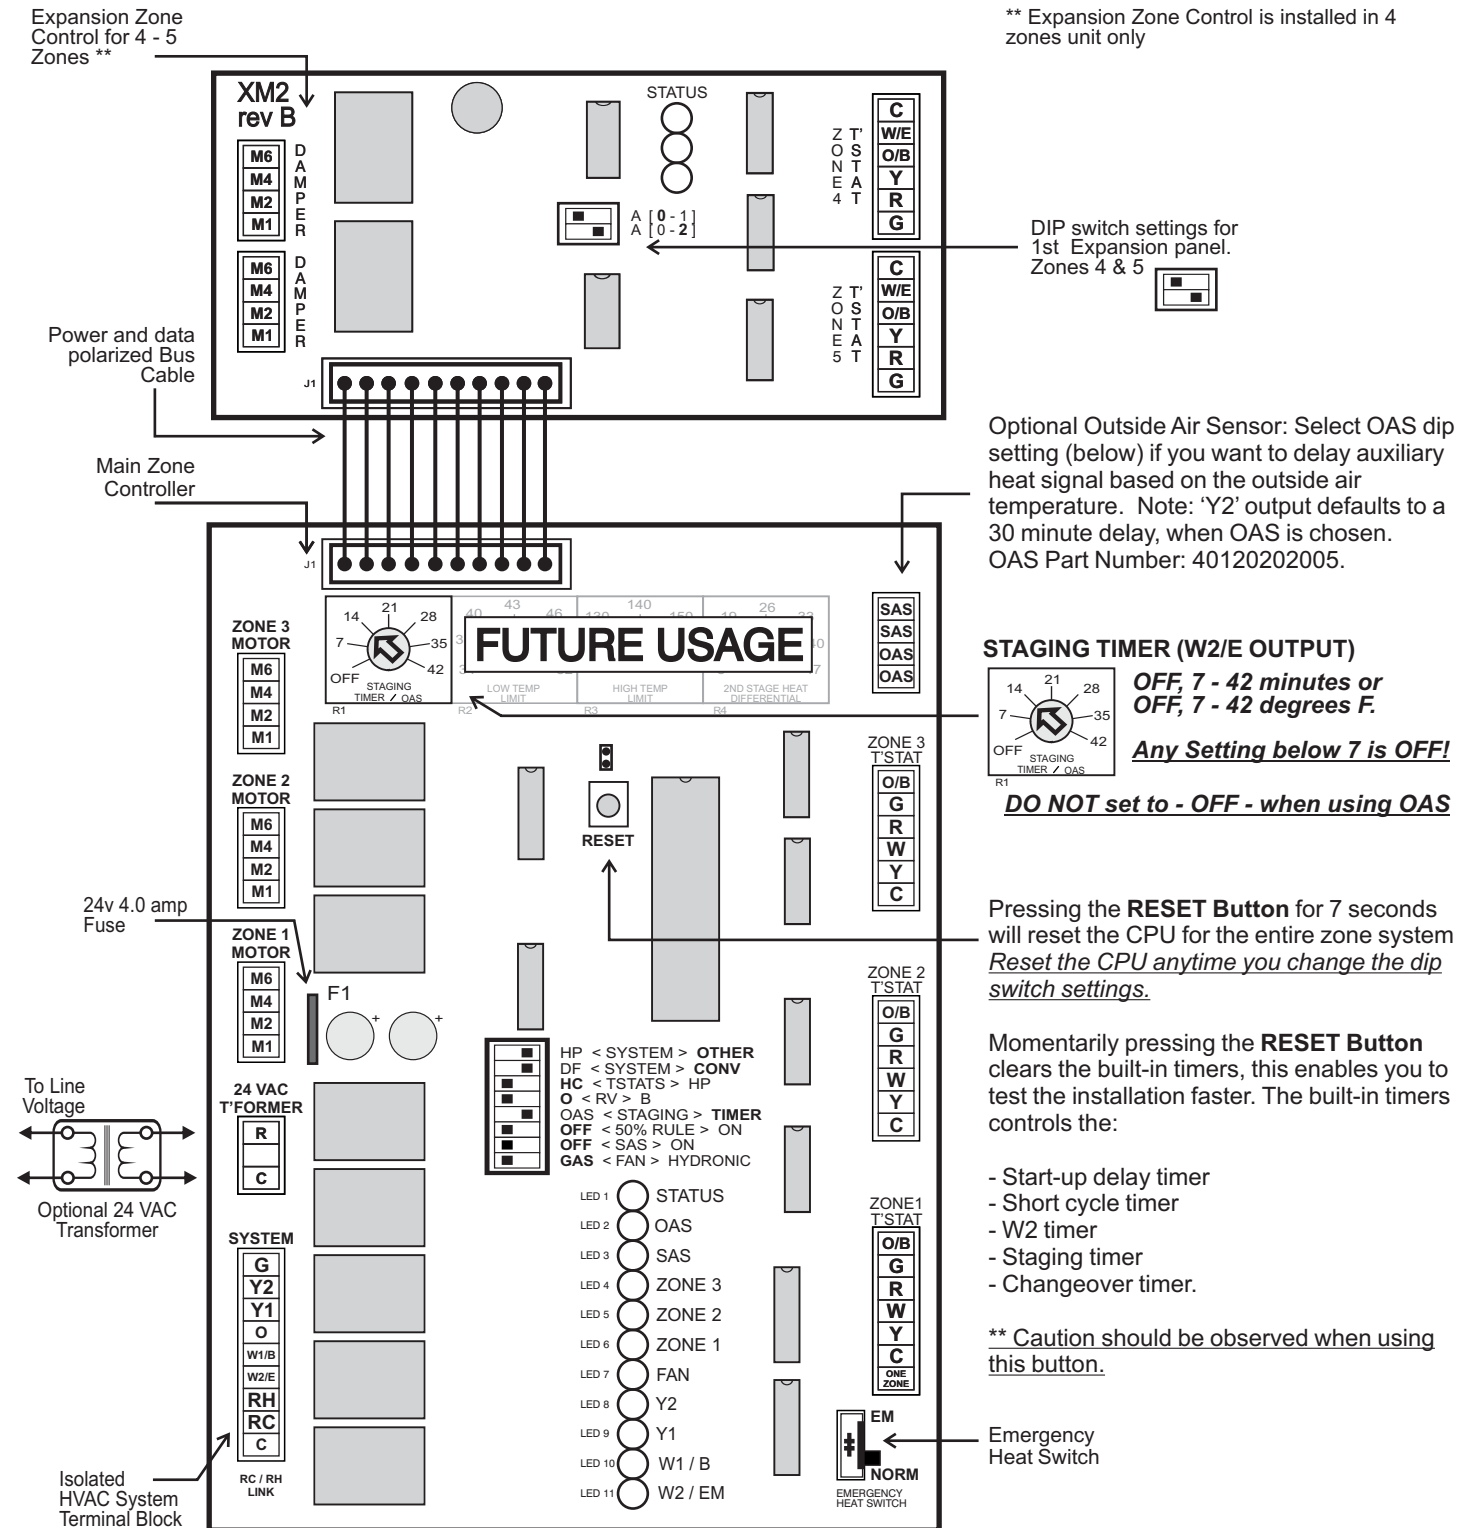 Expansion Zone
Control for 4 - 5
Zones **
** Expansion Zone Control is installed in 4
zones unit only
XM2
rev B
STATUS
M6
M4
M2
M1
DAMPER
M6
M4
M2
M1
DAMPER
A [ 0 - 1 ]
A [ 0 - 2 ]
ZONE 4
T'STAT
C
W/E
O/B
Y
R
G
ZONE 5
T'STAT
C
W/E
O/B
Y
R
G
J1
DIP switch settings for
1st Expansion panel.
Zones 4 & 5
Power and data
polarized Bus
Cable
Main Zone
Controller
Optional Outside Air Sensor: Select OAS dip
setting (below) if you want to delay auxiliary
heat signal based on the outside air
temperature. Note: ‘Y2’ output defaults to a
30 minute delay, when OAS is chosen.
OAS Part Number: 40120202005.
J1
OFF
7
14
21
28
35
42
STAGING
TIMER / OAS
R1
40
43
46
LOW TEMP
LIMIT
R2
140
HIGH TEMP
LIMIT
R3
26
2ND STAGE HEAT
DIFFERENTIAL
R4
FUTURE USAGE
SAS
SAS
OAS
OAS
STAGING TIMER (W2/E OUTPUT)
OFF
7
14
21
28
35
42
STAGING
TIMER / OAS
R1
OFF, 7 - 42 minutes or
OFF, 7 - 42 degrees F.
Any Setting below 7 is OFF!
DO NOT set to - OFF - when using OAS
ZONE 3
MOTOR
M6
M4
M2
M1
ZONE 2
MOTOR
M6
M4
M2
M1
ZONE 1
MOTOR
M6
M4
M2
M1
RESET
ZONE 3
T'STAT
O/B
G
R
W
Y
C
24v 4.0 amp
Fuse
F1
+
+
Pressing the RESET Button for 7 seconds
will reset the CPU for the entire zone system
Reset the CPU anytime you change the dip
switch settings.
Momentarily pressing the RESET Button
clears the built-in timers, this enables you to
test the installation faster. The built-in timers
controls the:
- Start-up delay timer
- Short cycle timer
- W2 timer
- Staging timer
- Changeover timer.
** Caution should be observed when using
this button.
ZONE 2
T'STAT
O/B
G
R
W
Y
C
HP < SYSTEM > OTHER
DF < SYSTEM > CONV
HC < TSTATS > HP
O < RV > B
OAS < STAGING > TIMER
OFF < 50% RULE > ON
OFF < SAS > ON
GAS < FAN > HYDRONIC
To Line
Voltage
Optional 24 VAC
Transformer
24 VAC
T'FORMER
R
C
SYSTEM
G
Y2
Y1
O
W1/B
W2/E
RH
RC
C
RC / RH
LINK
Isolated
HVAC System
Terminal Block
LED 1 STATUS
LED 2 OAS
LED 3 SAS
LED 4 ZONE 3
LED 5 ZONE 2
LED 6 ZONE 1
LED 7 FAN
LED 8 Y2
LED 9 Y1
LED 10 W1 / B
LED 11 W2 / EM
ZONE1
T'STAT
O/B
G
R
W
Y
C
ONE
ZONE
EM
NORM
EMERGENCY
HEAT SWITCH
Emergency
Heat Switch